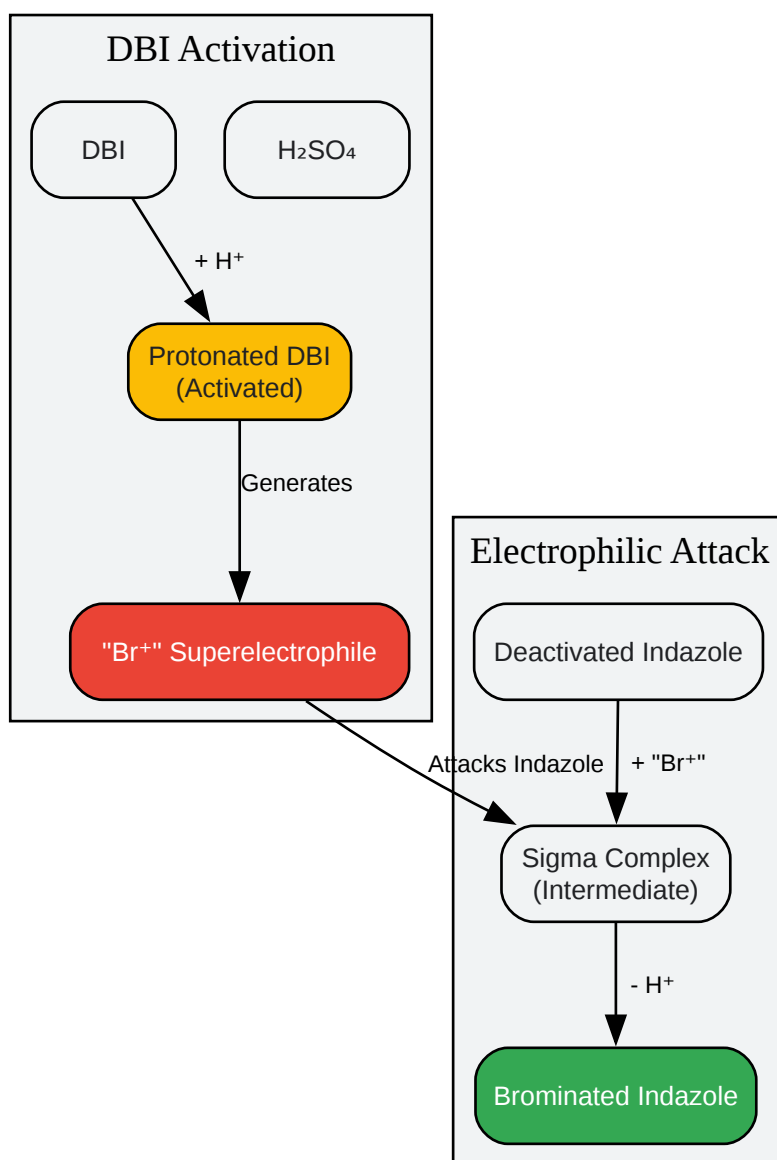 DBI Activation
DBI
H₂SO₄
+ H⁺
Protonated DBI
(Activated)
Generates
"Br⁺" Superelectrophile
Electrophilic Attack
Deactivated Indazole
Attacks Indazole
+ "Br⁺"
Sigma Complex
(Intermediate)
- H⁺
Brominated Indazole